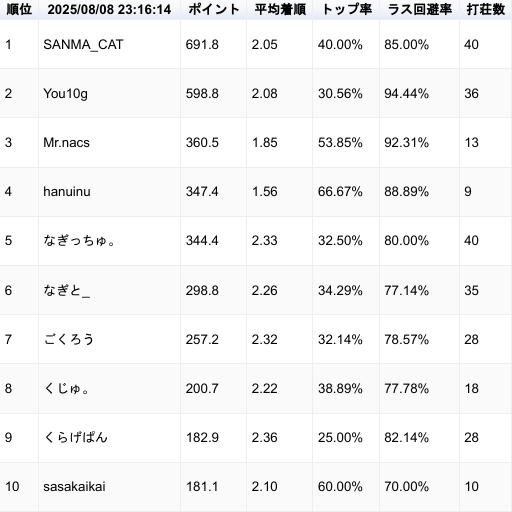 順位 2025/08/08 23:16:14 ポイント 平均着順 トップ率 ラス回避率 打荘数
1 SANMA_CAT 691.8 2.05 40.00% 85.00% 40
2 You10g 598.8 2.08 30.56% 94.44% 36
3 Mr.nacs 360.5 1.85 53.85% 92.31% 13
4 hanuinu 347.4 1.56 66.67% 88.89% 9
5 なぎっちゅ。 344.4 2.33 32.50% 80.00% 40
6 なぎと_ 298.8 2.26 34.29% 77.14% 35
7 ごくろう 257.2 2.32 32.14% 78.57% 28
8 くじゅ。 200.7 2.22 38.89% 77.78% 18
9 くらげぱん 182.9 2.36 25.00% 82.14% 28
10 sasakaikai 181.1 2.10 60.00% 70.00% 10